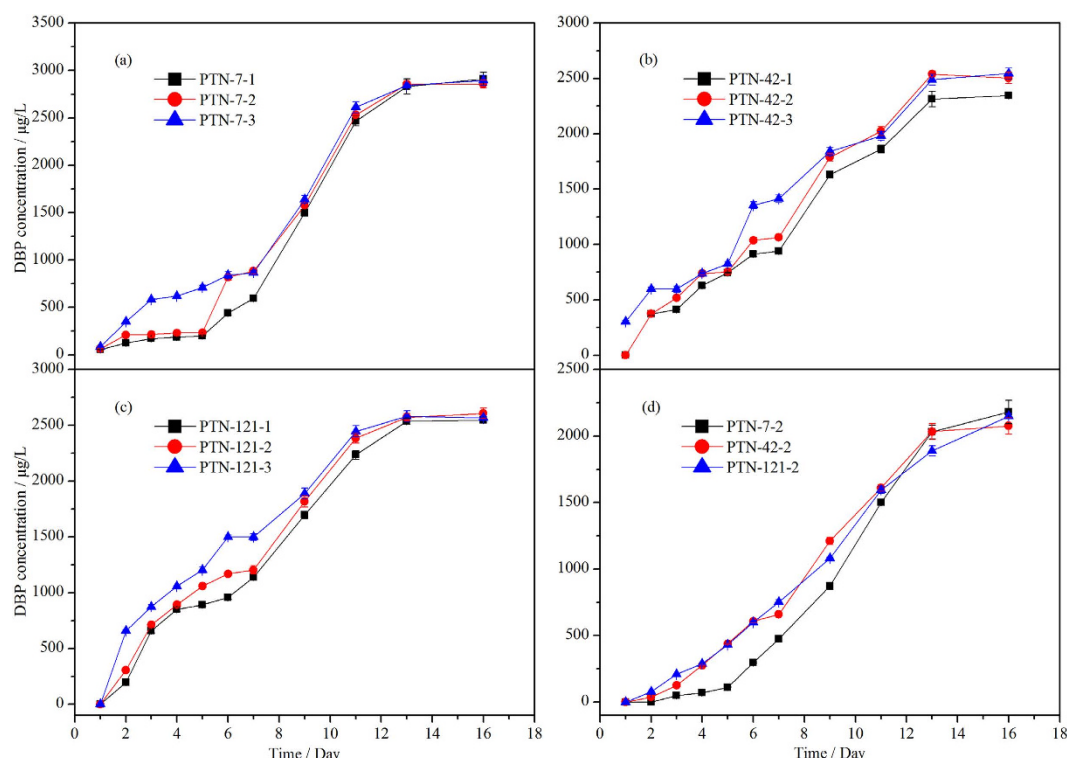 3500
3000
2500
2000
1500
1000
500
0
DBP concentration / μg/L
(a)
PTN-7-1
PTN-7-2
PTN-7-3
3000
2500
2000
1500
1000
500
0
(b)
PTN-42-1
PTN-42-2
PTN-42-3
3000
2500
2000
1500
1000
500
0
DBP concentration / μg/L
(c)
PTN-121-1
PTN-121-2
PTN-121-3
0 2 4 6 8 10 12 14 16 18
Time / Day
2500
2000
1500
1000
500
0
(d)
PTN-7-2
PTN-42-2
PTN-121-2
0 2 4 6 8 10 12 14 16 18
Time / Day